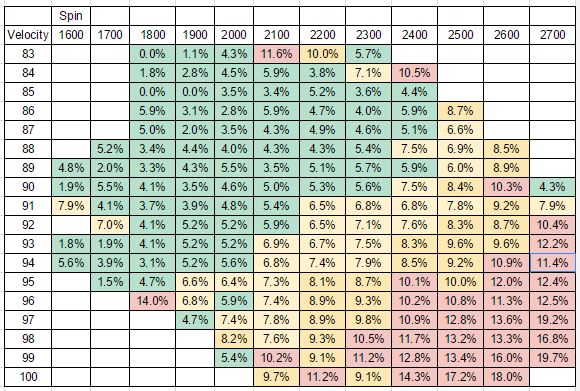 Spin
Velocity 1600 1700 1800 1900 2000 2100 2200 2300 2400 2500 2600 2700
83 0.0% 1.1% 4.3% 11.6% 10.0% 5.7%
84 1.8% 2.8% 4.5% 5.9% 3.8% 7.1% 10.5%
85 0.0% 0.0% 3.5% 3.4% 5.2% 3.6% 4.4%
86 5.9% 3.1% 2.8% 5.9% 4.7% 4.0% 5.9% 8.7%
87 5.0% 2.0% 3.5% 4.3% 4.9% 4.6% 5.1% 6.6%
88 5.2% 3.4% 4.4% 4.0% 4.3% 4.3% 5.4% 7.5% 6.9% 8.5%
89 4.8% 2.0% 3.3% 4.3% 5.5% 3.5% 5.1% 5.7% 5.9% 6.0% 8.9%
90 1.9% 5.5% 4.1% 3.5% 4.6% 5.0% 5.3% 5.6% 7.5% 8.4% 10.3% 4.3%
91 7.9% 4.1% 3.7% 3.9% 4.8% 5.4% 6.5% 6.8% 6.8% 7.8% 9.2% 7.9%
92 7.0% 4.1% 5.2% 5.2% 5.9% 6.5% 7.1% 7.6% 8.3% 8.7% 10.4%
93 1.8% 1.9% 4.1% 5.2% 5.2% 6.9% 6.7% 7.5% 8.3% 9.6% 9.6% 12.2%
94 5.6% 3.9% 3.1% 5.2% 5.6% 6.8% 7.4% 7.9% 8.5% 9.2% 10.9% 11.4%
95 1.5% 4.7% 6.6% 6.4% 7.3% 8.1% 8.7% 10.1% 10.0% 12.0% 12.4%
96 14.0% 6.8% 5.9% 7.4% 8.9% 9.3% 10.2% 10.8% 11.3% 12.5%
97 4.7% 7.4% 7.8% 8.9% 9.8% 10.9% 12.8% 13.6% 19.2%
98 8.2% 7.6% 9.3% 10.5% 11.7% 13.2% 13.3% 16.8%
99 5.4% 10.2% 9.1% 11.2% 12.8% 13.4% 16.0% 19.7%
100 9.7% 11.2% 9.1% 14.3% 17.2% 18.0%